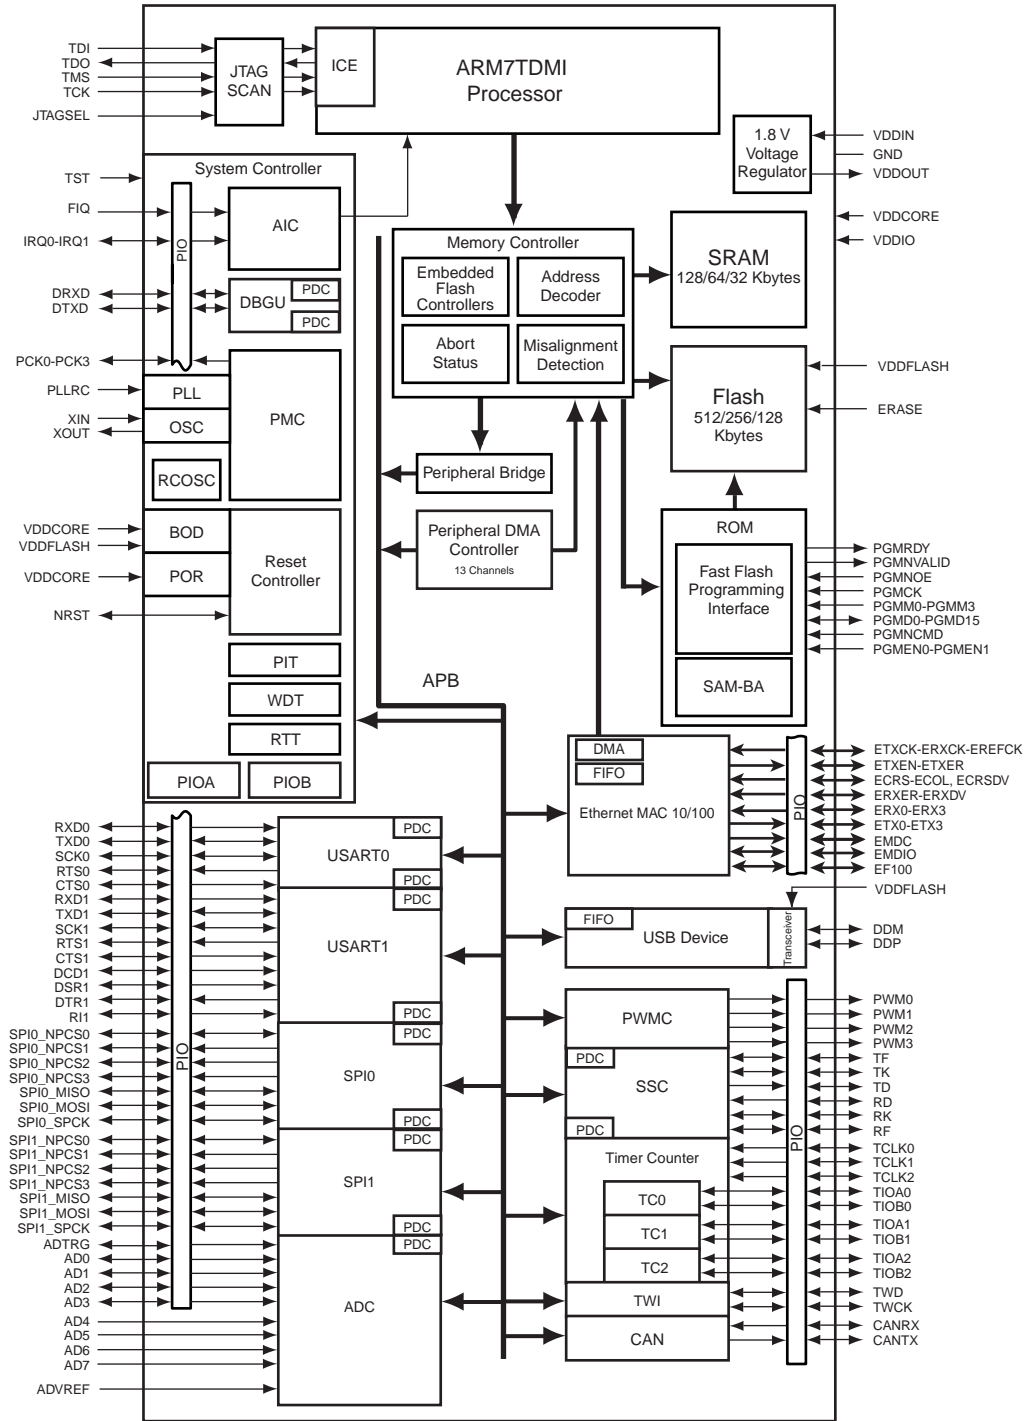 TDI
TDO
TMS
TCK
JTAGSEL
JTAG
SCAN
ICE
ARM7TDMI
Processor
1.8 V
Voltage
Regulator
VDDIN
GND
VDDOUT
VDDCORE
VDDIO
System Controller
TST
FIQ
IRQ0-IRQ1
PIO
AIC
DRXD
DTXD
DBGU
PDC
PDC
PCK0-PCK3
PLLRC
PLL
XIN
XOUT
OSC
PMC
RCOSC
VDDCORE
VDDFLASH
BOD
VDDCORE
POR
Reset
Controller
NRST
PIT
WDT
RTT
PIOA
PIOB
Memory Controller
Embedded
Flash
Controllers
Address
Decoder
Abort
Status
Misalignment
Detection
SRAM
128/64/32 Kbytes
Flash
512/256/128
Kbytes
VDDFLASH
ERASE
Peripheral Bridge
Peripheral DMA
Controller
13 Channels
ROM
Fast Flash
Programming
Interface
SAM-BA
PGMRDY
PGMNVALID
PGMNOE
PGMCK
PGMM0-PGMM3
PGMD0-PGMD15
PGMNCMD
PGMEN0-PGMEN1
APB
DMA
FIFO
Ethernet MAC 10/100
PIO
ETXCK-ERXCK-EREFCK
ETXEN-ETXER
ECRS-ECOL, ECRSDV
ERXER-ERXDV
ERX0-ERX3
ETX0-ETX3
EMDC
EMDIO
EF100
VDDFLASH
FIFO
USB Device
Transceiver
DDM
DDP
RXD0
TXD0
SCK0
RTS0
CTS0
RXD1
TXD1
SCK1
RTS1
CTS1
DCD1
DSR1
DTR1
RI1
SPI0_NPCS0
SPI0_NPCS1
SPI0_NPCS2
SPI0_NPCS3
SPI0_MISO
SPI0_MOSI
SPI0_SPCK
SPI1_NPCS0
SPI1_NPCS1
SPI1_NPCS2
SPI1_NPCS3
SPI1_MISO
SPI1_MOSI
SPI1_SPCK
ADTRG
AD0
AD1
AD2
AD3
AD4
AD5
AD6
AD7
ADVREF
PIO
PDC
USART0
PDC
PDC
USART1
PDC
PDC
SPI0
PDC
PDC
SPI1
PDC
PDC
ADC
PWMC
PDC
SSC
PDC
Timer Counter
TC0
TC1
TC2
TWI
CAN
PIO
PWM0
PWM1
PWM2
PWM3
TF
TK
TD
RD
RK
RF
TCLK0
TCLK1
TCLK2
TIOA0
TIOB0
TIOA1
TIOB1
TIOA2
TIOB2
TWD
TWCK
CANRX
CANTX